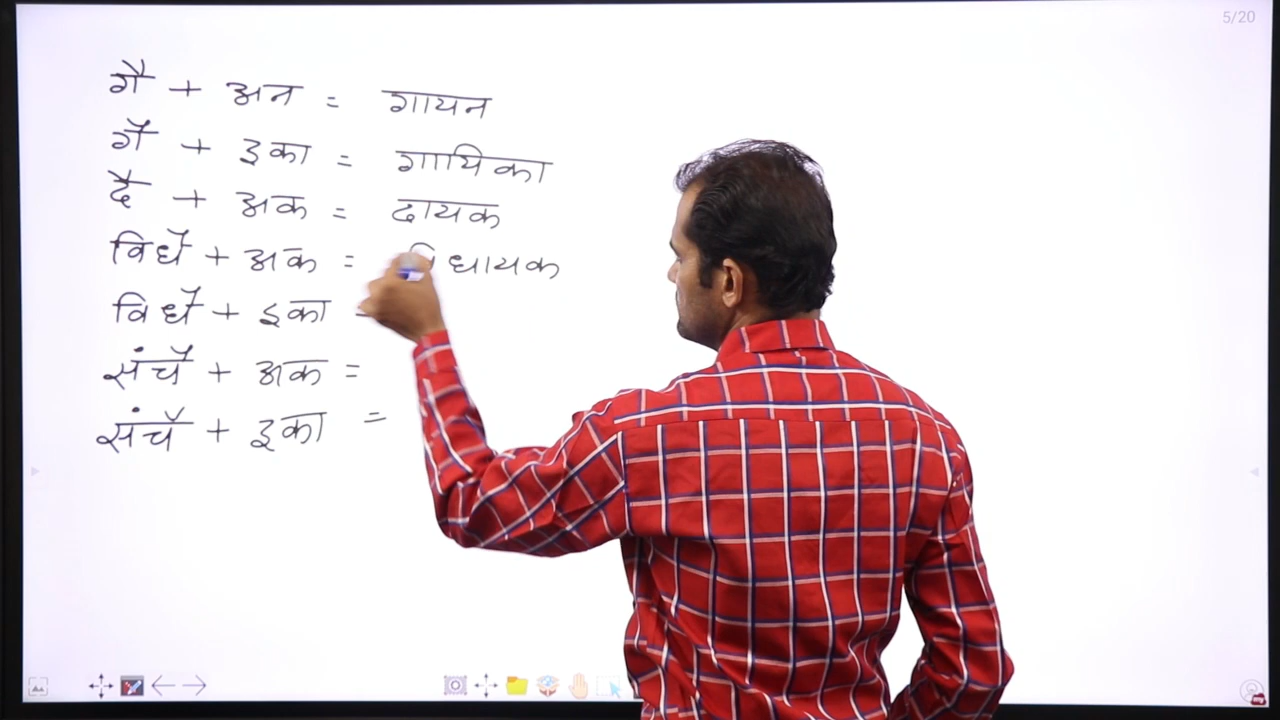 5/20
गै + अन = गायन
गै + इका = गायिका
दै + अक = दायक
विधै + अक = विधायक
विधै + इका =
संचै + अक =
संचै + इका =